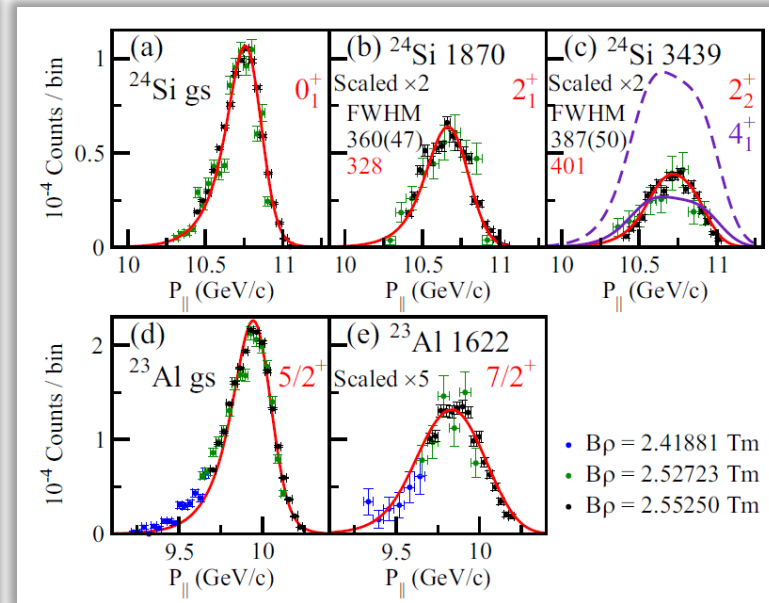 (a) (b) ²⁴Si 1870 (c) ²⁴Si 3439
²⁴Si gs 0₁⁺ Scaled ×2 2₁⁺ Scaled ×2 2₂⁺
FWHM FWHM 4₁⁺
360(47) 387(50)
328 401
10⁻⁴ Counts / bin
1
0.5
0
10 10.5 11 10 10.5 11 10 10.5 11
P|| (GeV/c) P|| (GeV/c) P|| (GeV/c)
(d) (e) ²³Al 1622
²³Al gs 5/2⁺ Scaled ×5 7/2⁺
10⁻⁴ Counts / bin
2
1
0
9.5 10 9.5 10
P|| (GeV/c) P|| (GeV/c)
Bρ = 2.41881 Tm
Bρ = 2.52723 Tm
Bρ = 2.55250 Tm